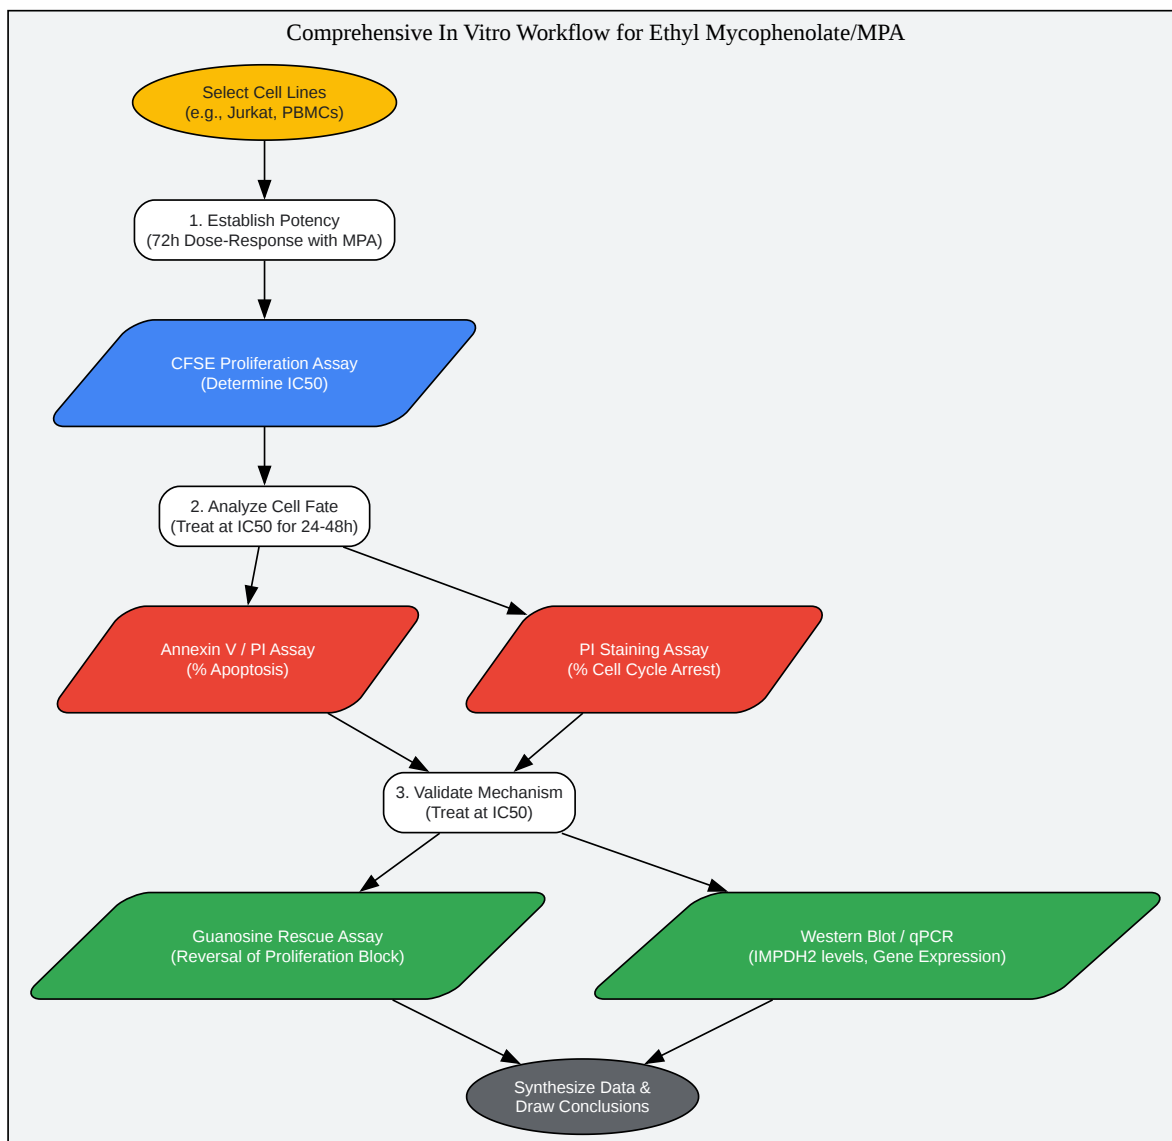 Comprehensive In Vitro Workflow for Ethyl Mycophenolate/MPA
Select Cell Lines
(e.g., Jurkat, PBMCs)
1. Establish Potency
(72h Dose-Response with MPA)
CFSE Proliferation Assay
(Determine IC50)
2. Analyze Cell Fate
(Treat at IC50 for 24-48h)
Annexin V / PI Assay
(% Apoptosis)
PI Staining Assay
(% Cell Cycle Arrest)
3. Validate Mechanism
(Treat at IC50)
Guanosine Rescue Assay
(Reversal of Proliferation Block)
Western Blot / qPCR
(IMPDH2 levels, Gene Expression)
Synthesize Data &
Draw Conclusions